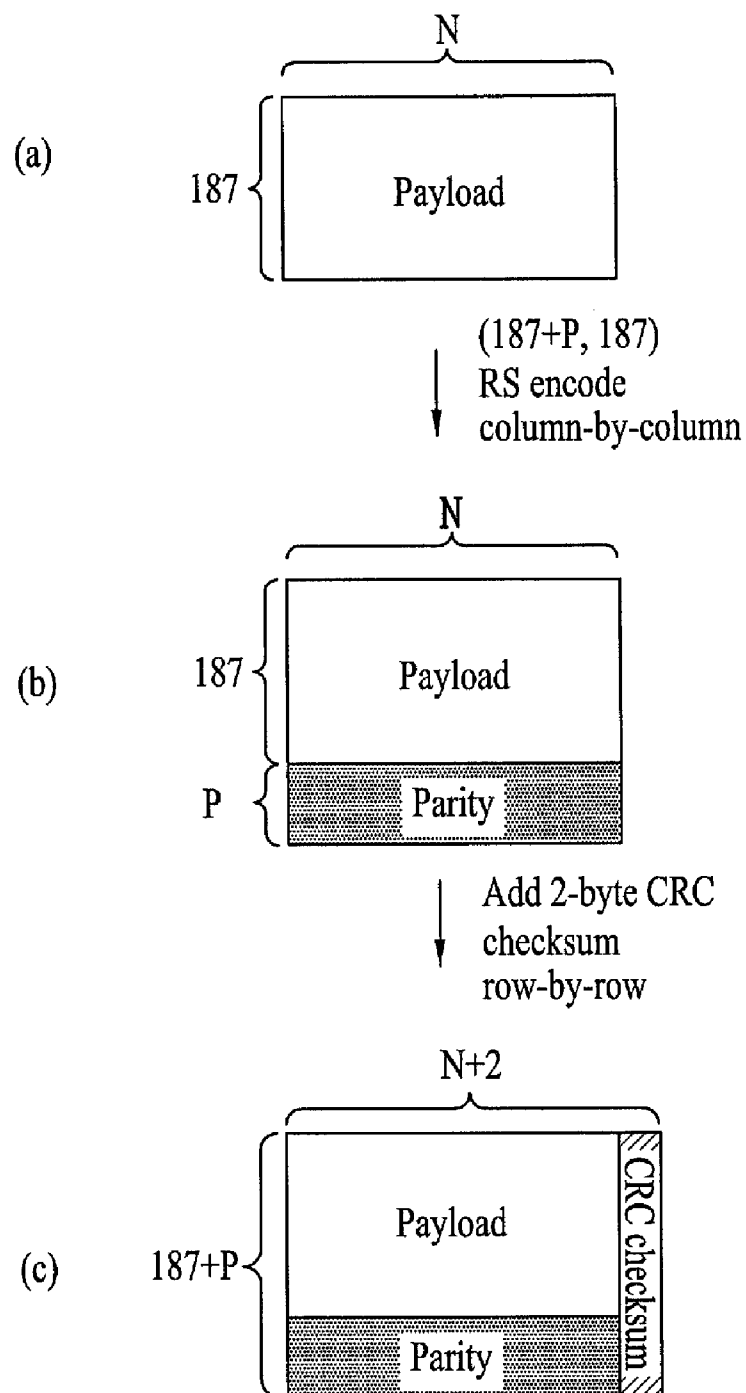 N
(a)
187
Payload
(187+P, 187)
RS encode
column-by-column
N
(b)
187
Payload
P
Parity
Add 2-byte CRC
checksum
row-by-row
N+2
(c)
187+P
Payload
CRC checksum
Parity